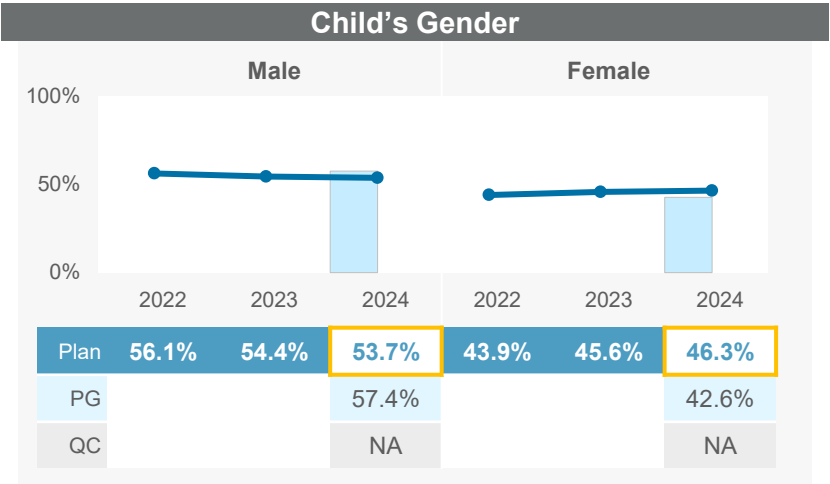 Child's Gender
Male Female
100%
50%
0%
2022 2023 2024 2022 2023 2024
Plan 56.1% 54.4% 53.7% 43.9% 45.6% 46.3%
PG 57.4% 42.6%
QC NA NA